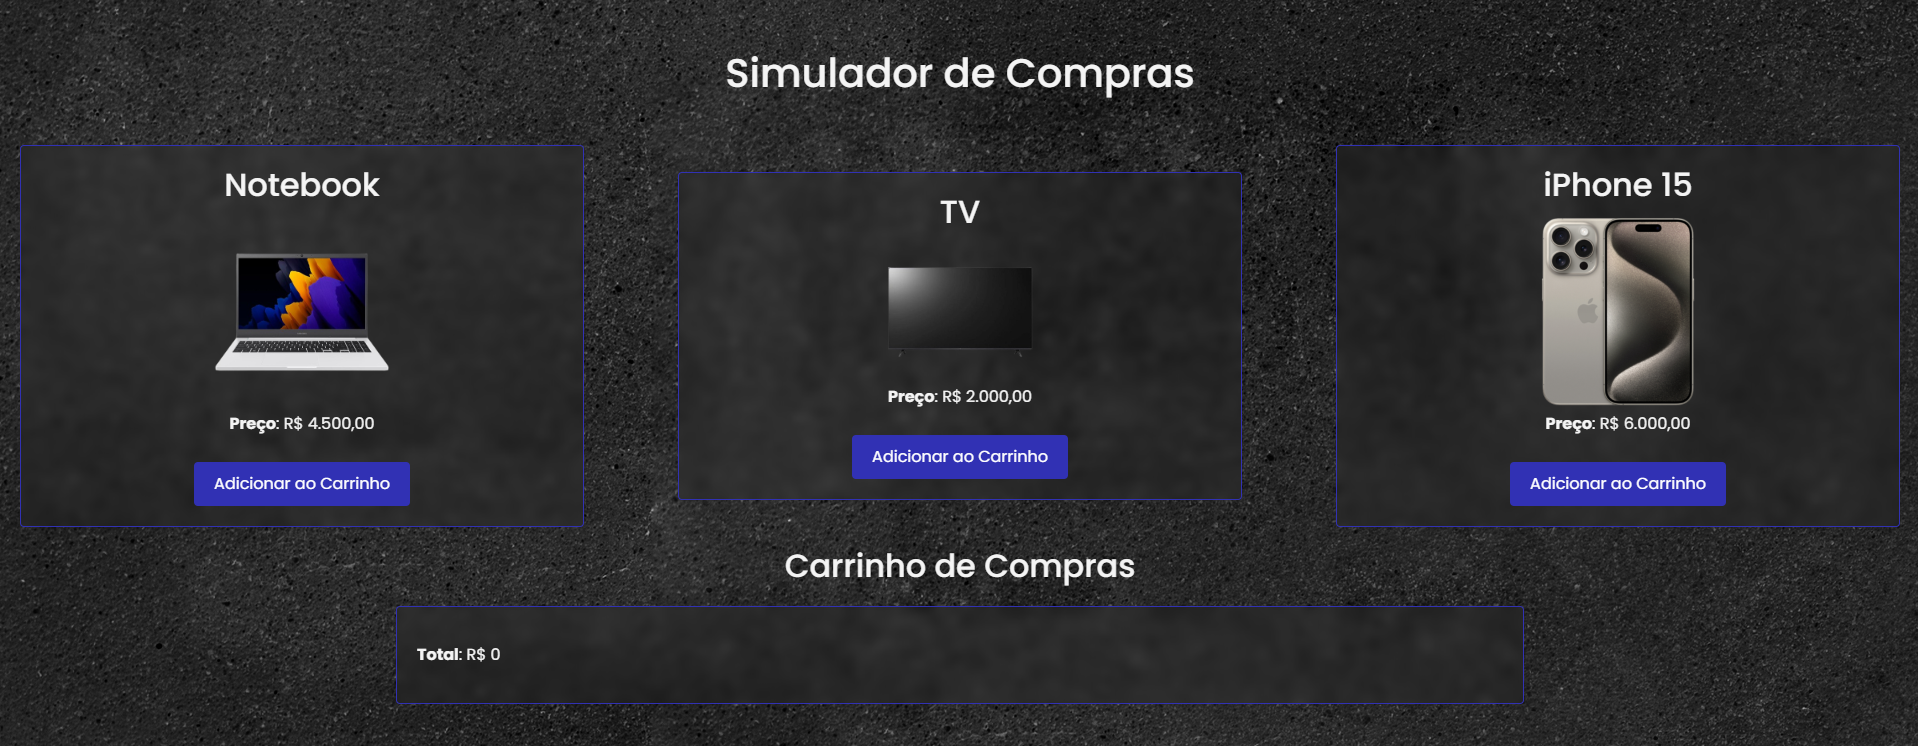 Simulador de Compras
Notebook
Preço: R$ 4.500,00
Adicionar ao Carrinho
TV
Preço: R$ 2.000,00
Adicionar ao Carrinho
iPhone 15
Preço: R$ 6.000,00
Adicionar ao Carrinho
Carrinho de Compras
Total: R$ 0